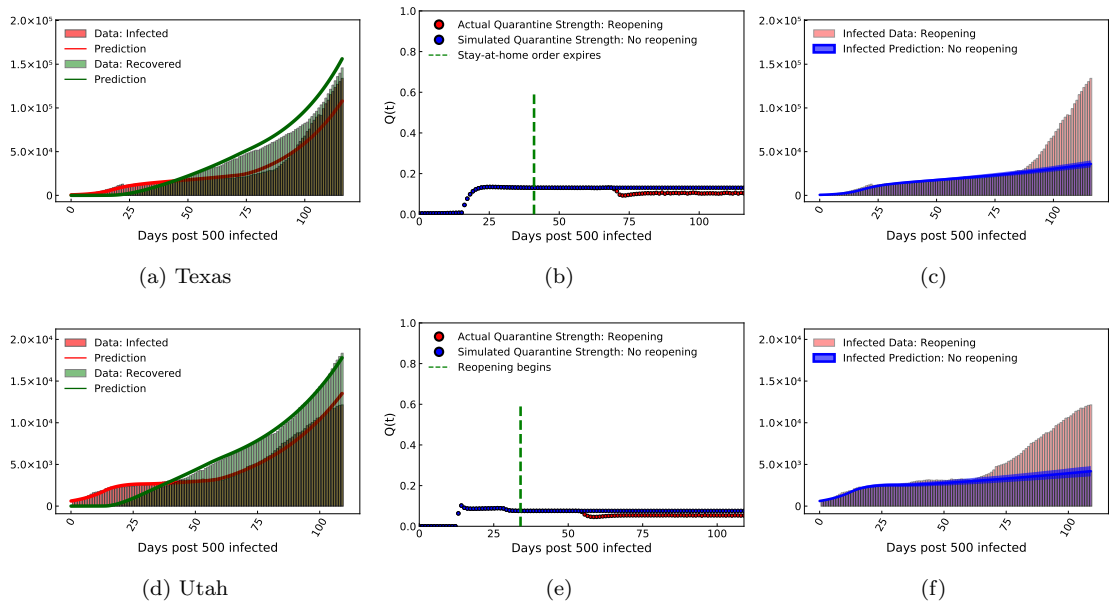 2.0×10⁵
1.5×10⁵
1.0×10⁵
5.0×10⁴
0
Data: Infected
Prediction
Data: Recovered
Prediction
0
25
50
75
100
Days post 500 infected
(a) Texas
Q(t)
1.0
0.8
0.6
0.4
0.2
0.0
Actual Quarantine Strength: Reopening
Simulated Quarantine Strength: No reopening
Stay-at-home order expires
0
25
50
75
100
Days post 500 infected
(b)
2.0×10⁵
1.5×10⁵
1.0×10⁵
5.0×10⁴
0
Infected Data: Reopening
Infected Prediction: No reopening
0
25
50
75
100
Days post 500 infected
(c)
2.0×10⁴
1.5×10⁴
1.0×10⁴
5.0×10³
0
Data: Infected
Prediction
Data: Recovered
Prediction
0
25
50
75
100
Days post 500 infected
(d) Utah
Q(t)
1.0
0.8
0.6
0.4
0.2
0.0
Actual Quarantine Strength: Reopening
Simulated Quarantine Strength: No reopening
Reopening begins
0
25
50
75
100
Days post 500 infected
(e)
2.0×10⁴
1.5×10⁴
1.0×10⁴
5.0×10³
0
Infected Data: Reopening
Infected Prediction: No reopening
0
25
50
75
100
Days post 500 infected
(f)